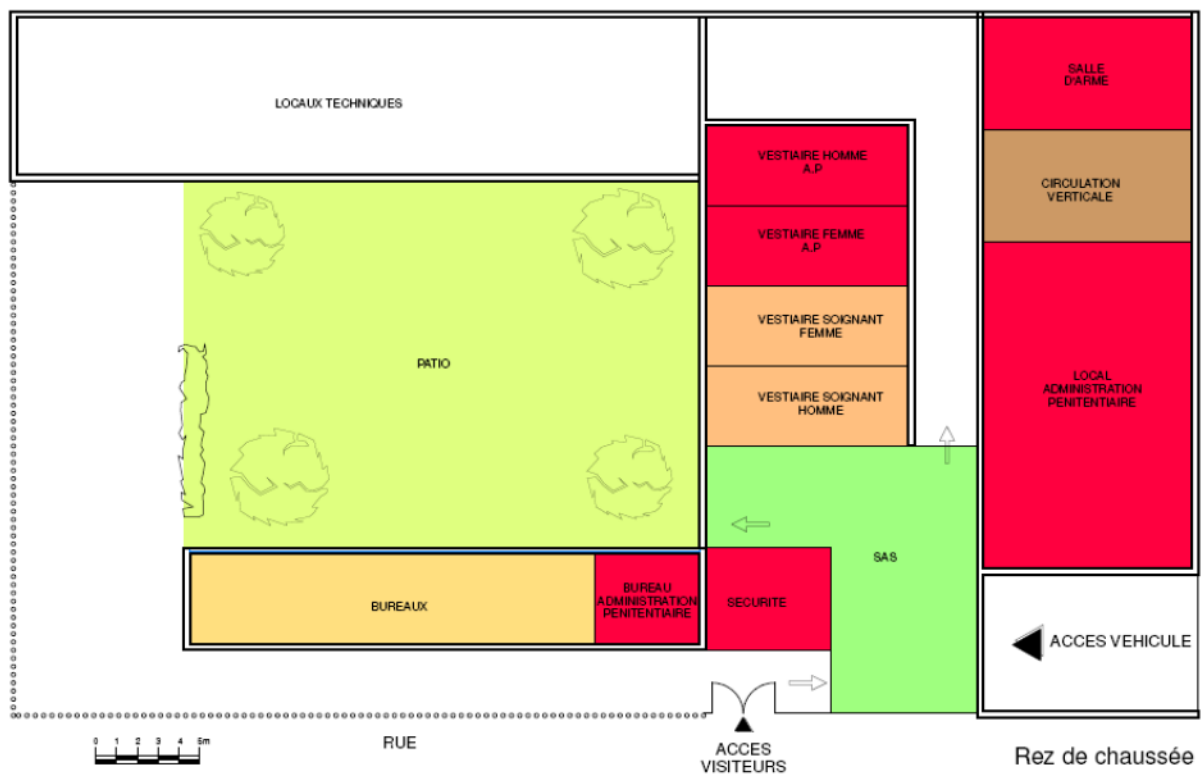 LOCAUX TECHNIQUES
SALLE
D'ARME
VESTIAIRE HOMME
A.P
CIRCULATION
VERTICALE
VESTIAIRE FEMME
A.P
VESTIAIRE SOIGNANT
FEMME
PATIO
VESTIAIRE SOIGNANT
HOMME
LOCAL
ADMINISTRATION
PENITENTIAIRE
SAS
BUREAUX
BUREAU
ADMINISTRATION
PENITENTIAIRE
SECURITE
ACCES VEHICULE
0 1 2 3 4 5m
RUE
ACCES
VISITEURS
Rez de chaussée